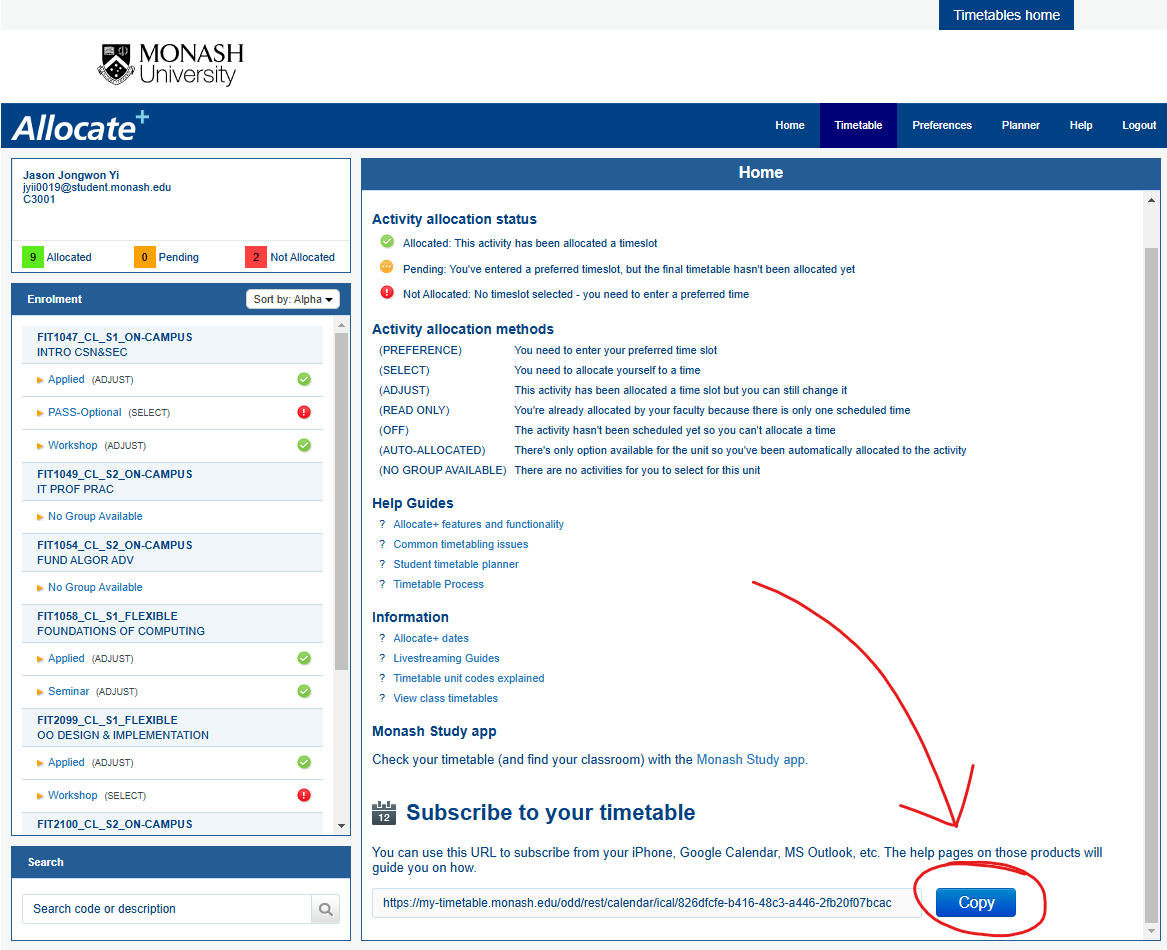 Timetables home
MONASH
University
Allocate+
Home
Timetable
Preferences
Planner
Help
Logout
Jason Jongwon Yi
jyii0019@student.monash.edu
C3001
9 Allocated
0 Pending
2 Not Allocated
Enrolment
Sort by: Alpha
FIT1047_CL_S1_ON-CAMPUS
INTRO CSN&SEC
Applied (ADJUST)
PASS-Optional (SELECT)
Workshop (ADJUST)
FIT1049_CL_S2_ON-CAMPUS
IT PROF PRAC
No Group Available
FIT1054_CL_S2_ON-CAMPUS
FUND ALGOR ADV
No Group Available
FIT1058_CL_S1_FLEXIBLE
FOUNDATIONS OF COMPUTING
Applied (ADJUST)
Seminar (ADJUST)
FIT2099_CL_S1_FLEXIBLE
OO DESIGN & IMPLEMENTATION
Applied (ADJUST)
Workshop (SELECT)
FIT2100_CL_S2_ON-CAMPUS
Search
Search code or description
Home
Activity allocation status
Allocated: This activity has been allocated a timeslot
Pending: You've entered a preferred timeslot, but the final timetable hasn't been allocated yet
Not Allocated: No timeslot selected - you need to enter a preferred time
Activity allocation methods
(PREFERENCE) You need to enter your preferred time slot
(SELECT) You need to allocate yourself to a time
(ADJUST) This activity has been allocated a time slot but you can still change it
(READ ONLY) You're already allocated by your faculty because there is only one scheduled time
(OFF) The activity hasn't been scheduled yet so you can't allocate a time
(AUTO-ALLOCATED) There's only option available for the unit so you've been automatically allocated to the activity
(NO GROUP AVAILABLE) There are no activities for you to select for this unit
Help Guides
? Allocate+ features and functionality
? Common timetabling issues
? Student timetable planner
? Timetable Process
Information
? Allocate+ dates
? Livestreaming Guides
? Timetable unit codes explained
? View class timetables
Monash Study app
Check your timetable (and find your classroom) with the Monash Study app.
12 Subscribe to your timetable
You can use this URL to subscribe from your iPhone, Google Calendar, MS Outlook, etc. The help pages on those products will
guide you on how.
https://my-timetable.monash.edu/odd/rest/calendar/ical/826dfcfe-b416-48c3-a446-2fb20f07bcac
Copy